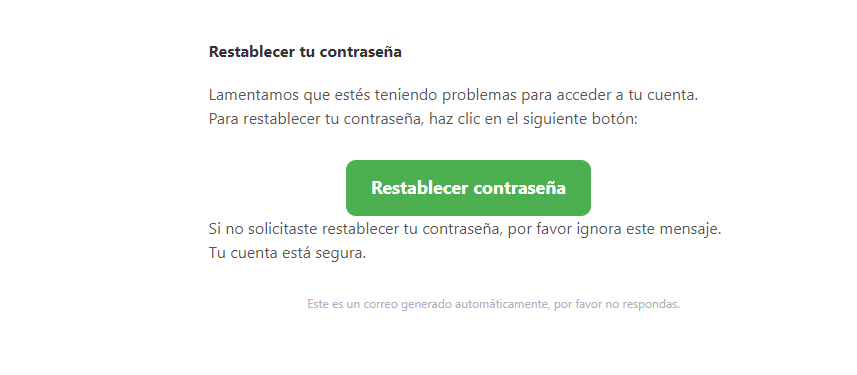 Restablecer tu contraseña
Lamentamos que estés teniendo problemas para acceder a tu cuenta.
Para restablecer tu contraseña, haz clic en el siguiente botón:
Restablecer contraseña
Si no solicitaste restablecer tu contraseña, por favor ignora este mensaje.
Tu cuenta está segura.
Este es un correo generado automáticamente, por favor no respondas.